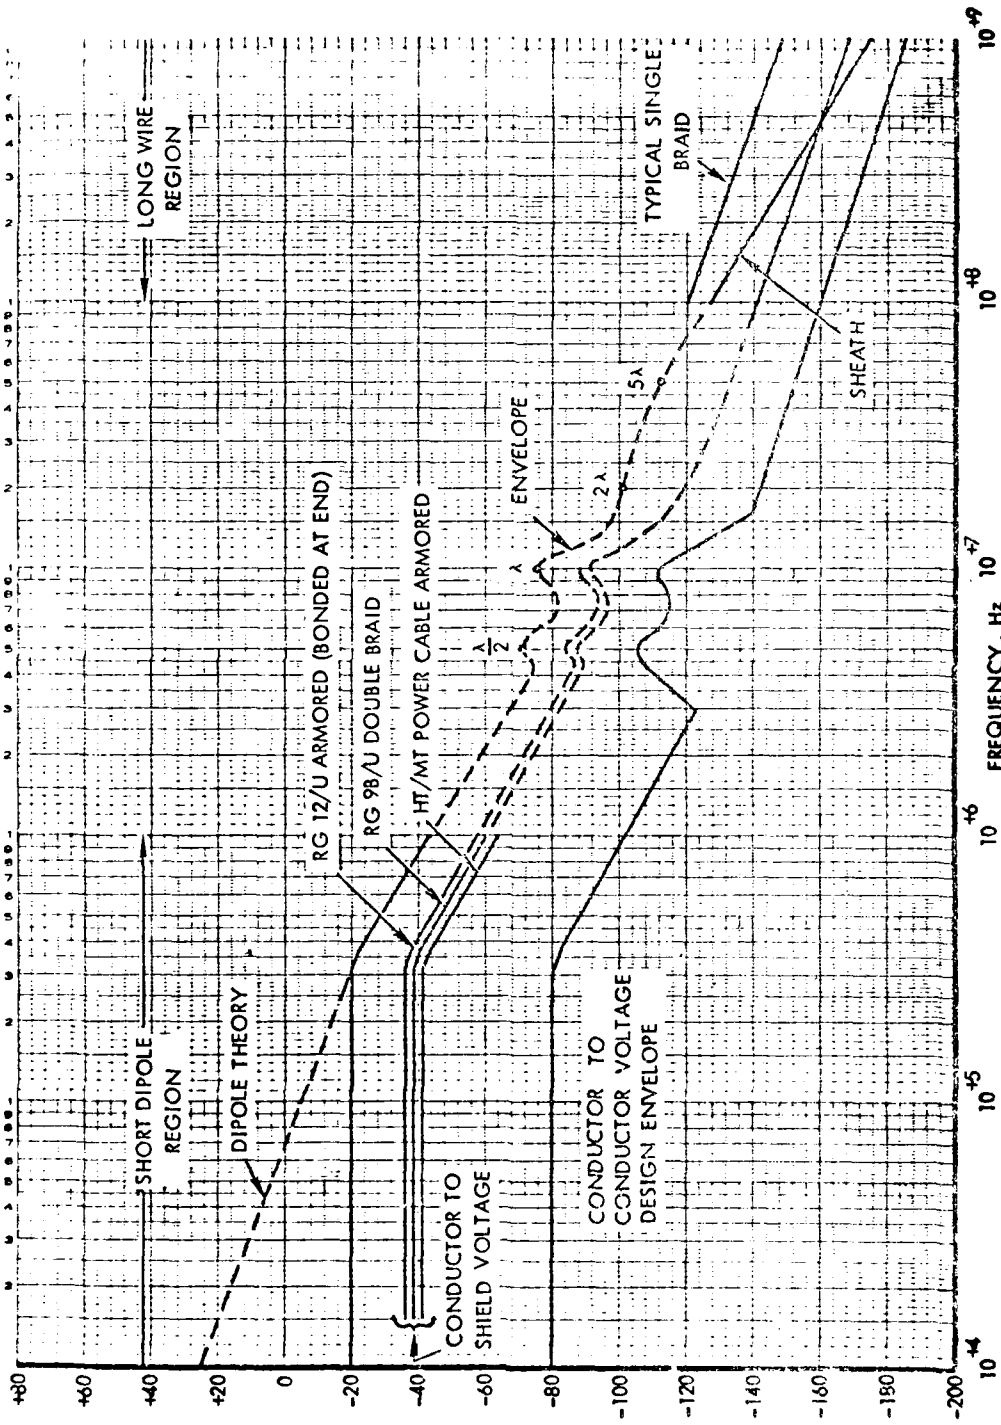 +80
+60
+40
+20
0
-20
-40
-60
-80
-100
-120
-140
-160
-180
-200
SHORT DIPOLE
REGION
LONG WIRE
REGION
DIPOLE THEORY
RG 12/U ARMORED (BONDED AT END)
RG 9B/U DOUBLE BRAID
HT/MT POWER CABLE ARMORED
ENVELOPE
λ/2
λ
2λ
5λ
TYPICAL SINGLE
BRAID
SHEATH
CONDUCTOR TO
SHIELD VOLTAGE
CONDUCTOR TO
CONDUCTOR VOLTAGE
DESIGN ENVELOPE
10+4
10+5
10+6
10+7
10+8
10+9
FREQUENCY, Hz